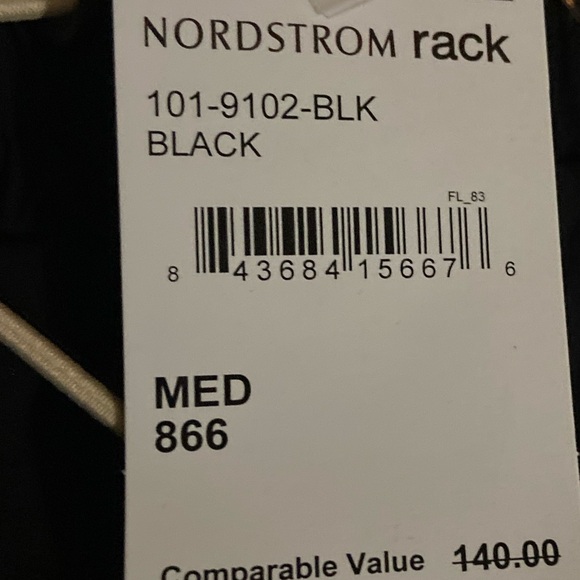 NORDSTROM rack
101-9102-BLK
BLACK
FL_83
8 43684 15667 6
MED
866
Comparable Value 140.00